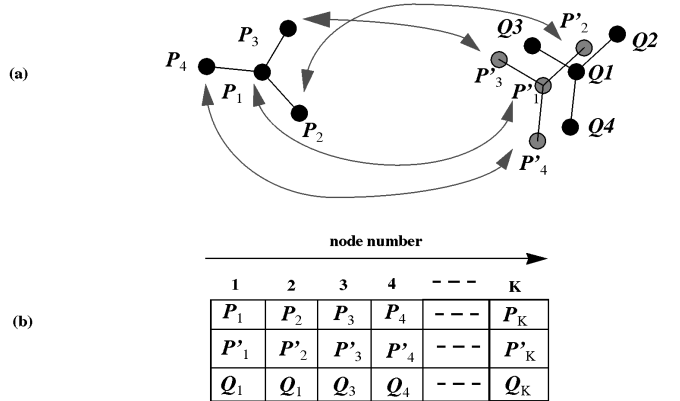 P3
P4
P1
P2
Q3
P'2
Q2
P'3
P'1
Q1
Q4
P'4
(a)
node number
1 2 3 4 --- K
P1 P2 P3 P4 --- PK
(b)
P'1 P'2 P'3 P'4 --- P'K
Q1 Q1 Q3 Q4 --- QK